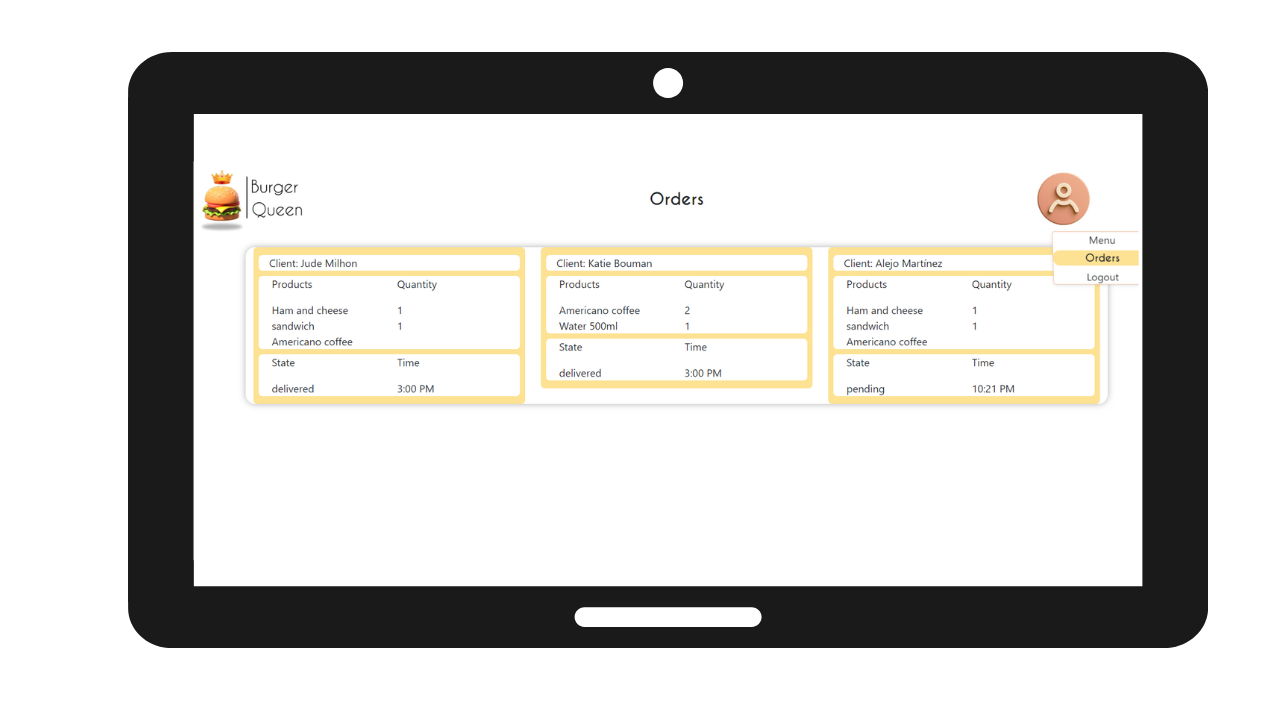 Burger
Queen
Orders
Menu
Orders
Logout
Client: Jude Milhon
Products Quantity
Ham and cheese 1
sandwich 1
Americano coffee
State Time
delivered 3:00 PM
Client: Katie Bouman
Products Quantity
Americano coffee 2
Water 500ml 1
State Time
delivered 3:00 PM
Client: Alejo Martínez
Products Quantity
Ham and cheese 1
sandwich 1
Americano coffee
State Time
pending 10:21 PM